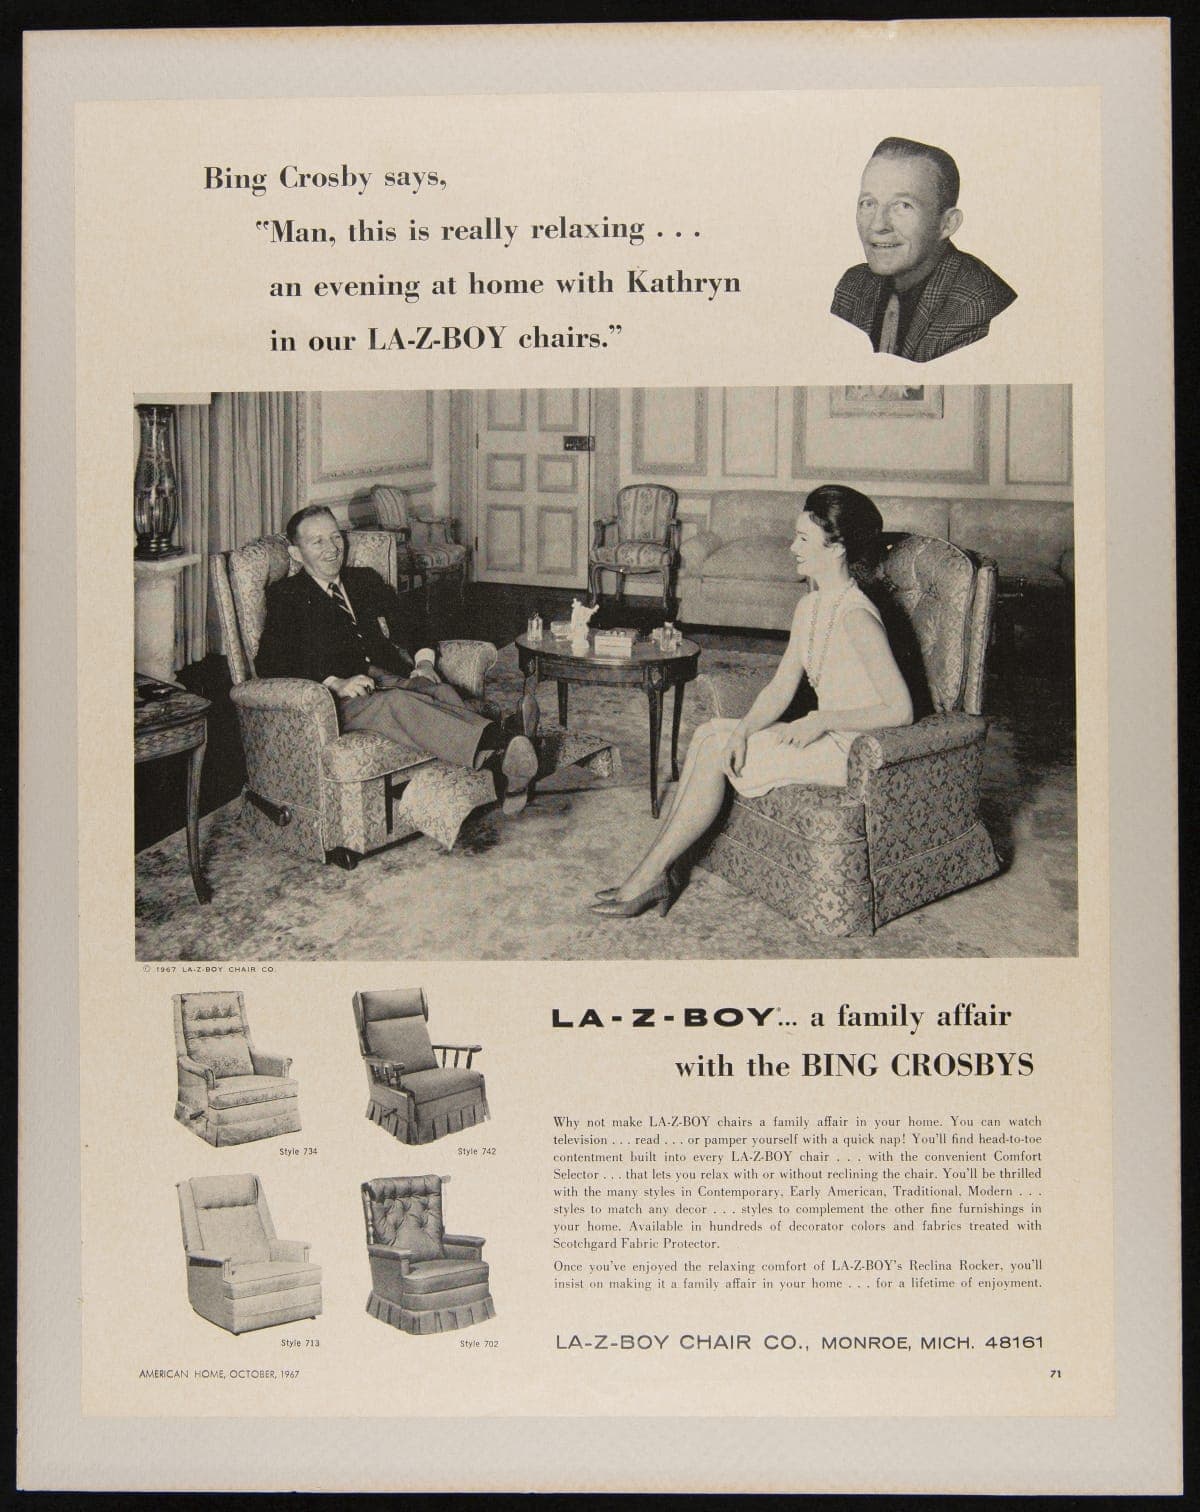 Bing Crosby says,
“Man, this is really relaxing . . .
an evening at home with Kathryn
in our LA-Z-BOY chairs.”
© 1967 LA-Z-BOY CHAIR CO.
Style 734
Style 742
Style 713
Style 702
LA-Z-BOY®... a family affair
with the BING CROSBYS
Why not make LA-Z-BOY chairs a family affair in your home. You can watch
television . . . read . . . or pamper yourself with a quick nap! You’ll find head-to-toe
contentment built into every LA-Z-BOY chair . . . with the convenient Comfort
Selector . . . that lets you relax with or without reclining the chair. You’ll be thrilled
with the many styles in Contemporary, Early American, Traditional, Modern . . .
styles to match any decor . . . styles to complement the other fine furnishings in
your home. Available in hundreds of decorator colors and fabrics treated with
Scotchgard Fabric Protector.
Once you’ve enjoyed the relaxing comfort of LA-Z-BOY’s Reclina Rocker, you’ll
insist on making it a family affair in your home . . . for a lifetime of enjoyment.
LA-Z-BOY CHAIR CO., MONROE, MICH. 48161
AMERICAN HOME, OCTOBER, 1967
71